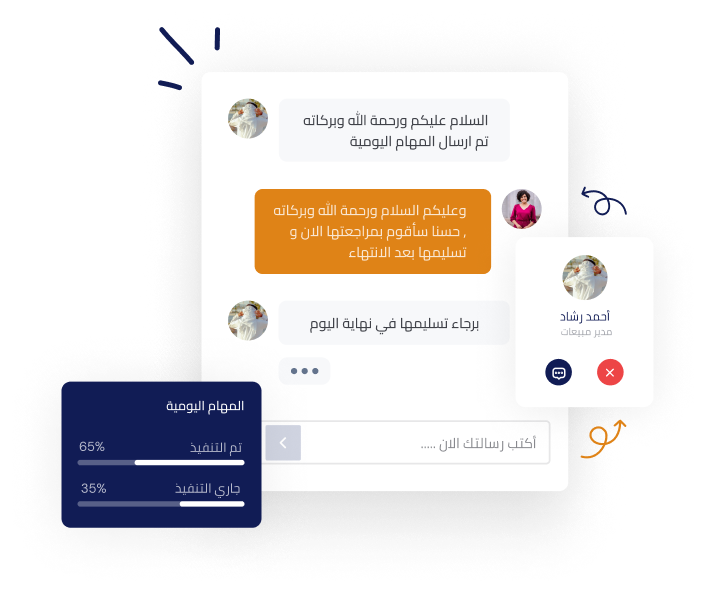 السلام عليكم ورحمة الله وبركاته
تم ارسال المهام اليومية
وعليكم السلام ورحمة الله وبركاته
, حسنا سأقوم بمراجعتها الان و
تسليمها بعد الانتهاء
برجاء تسليمها في نهاية اليوم
أحمد رشاد
مدير مبيعات
أكتب رسالتك الان .....
المهام اليومية
تم التنفيذ 65%
جاري التنفيذ 35%